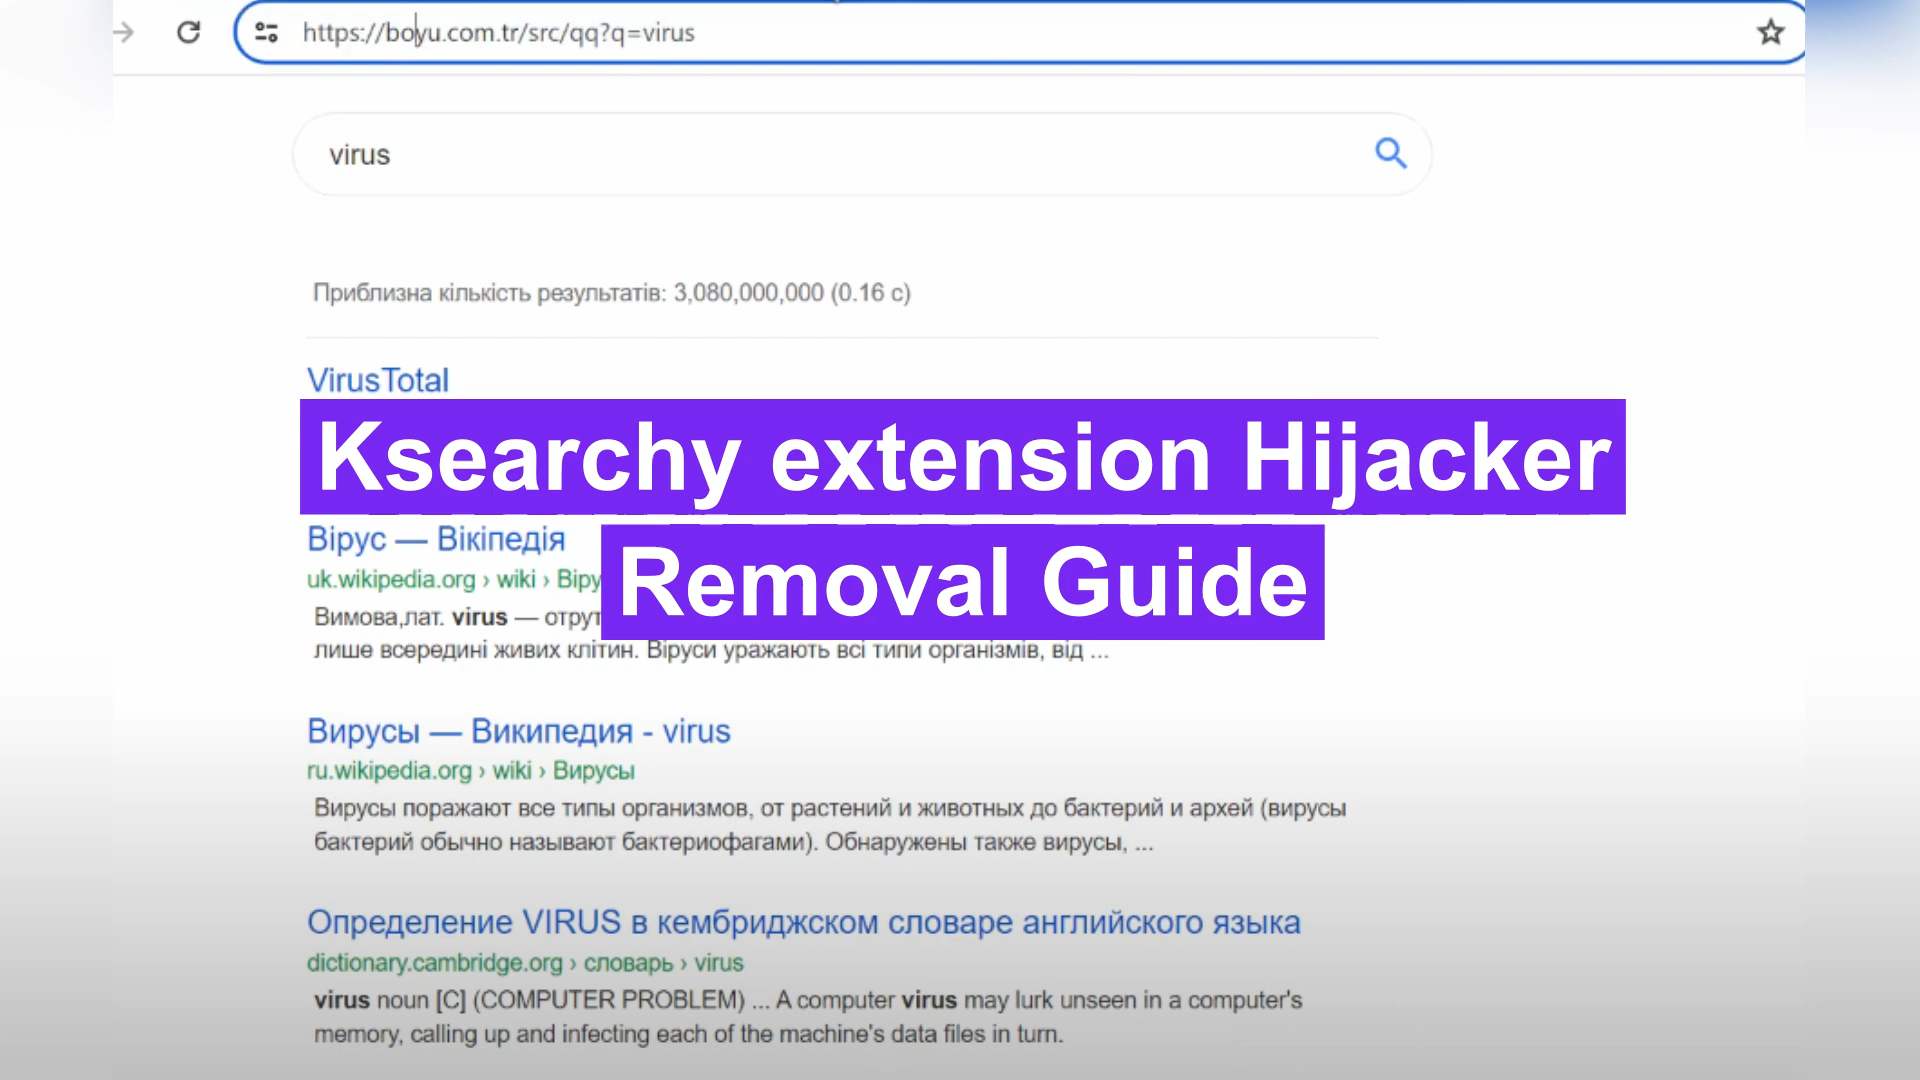 https://boyu.com.tr/src/qq?q=virus
virus
Приблизна кількість результатів: 3,080,000,000 (0.16 с)
VirusTotal
Ksearchy extension Hijacker
Removal Guide
Вірус — Вікіпедія
uk.wikipedia.org › wiki ›
Вимова,лат. virus —
лише всередині живих клітин. Віруси уражають всі типи організмів, від ...
Вирусы — Википедия - virus
ru.wikipedia.org › wiki › Вирусы
Вирусы поражают все типы организмов, от растений и животных до бактерий и архей (вирусы
бактерий обычно называют бактериофагами). Обнаружены также вирусы, ...
Определение VIRUS в кембриджском словаре английского языка
dictionary.cambridge.org › словарь › virus
virus noun [C] (COMPUTER PROBLEM) ... A computer virus may lurk unseen in a computer's
memory, calling up and infecting each of the machine's data files in turn.